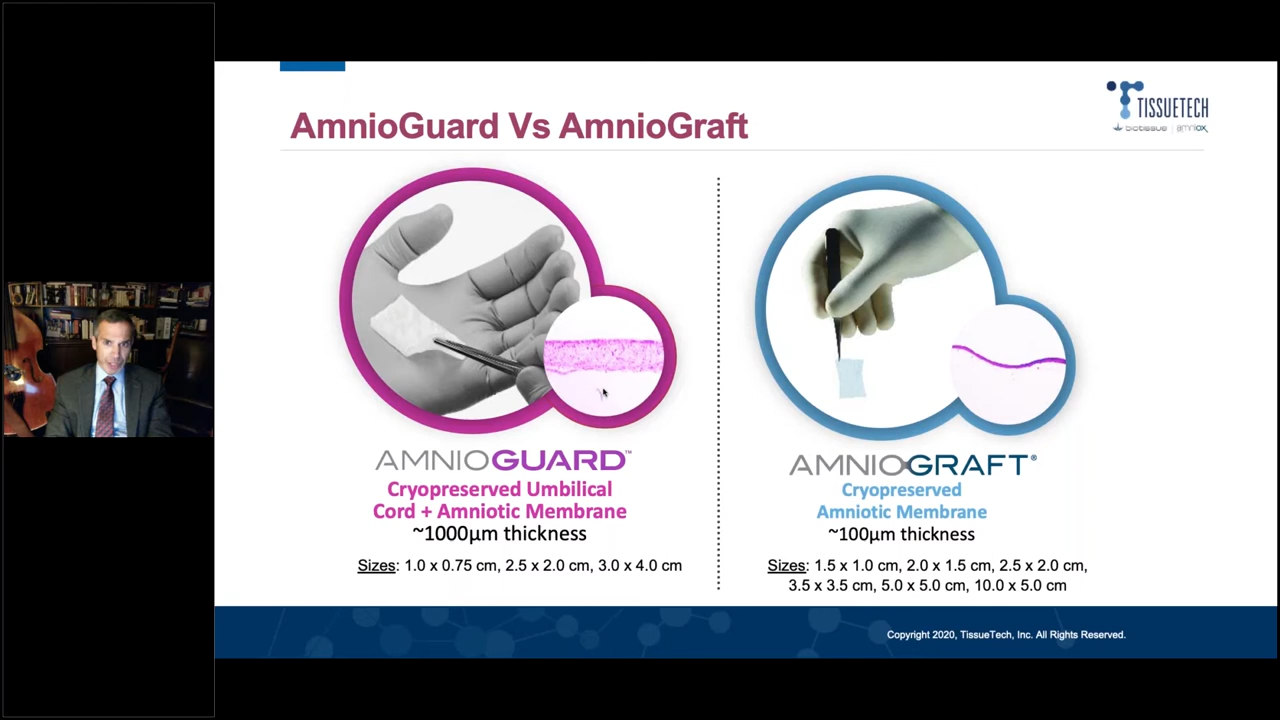 AmnioGuard Vs AmnioGraft
TISSUETECH
biotissue | amniox
AMNIOGUARD™
Cryopreserved Umbilical
Cord + Amniotic Membrane
~1000µm thickness
Sizes: 1.0 x 0.75 cm, 2.5 x 2.0 cm, 3.0 x 4.0 cm
AMNIOGRAFT®
Cryopreserved
Amniotic Membrane
~100µm thickness
Sizes: 1.5 x 1.0 cm, 2.0 x 1.5 cm, 2.5 x 2.0 cm,
3.5 x 3.5 cm, 5.0 x 5.0 cm, 10.0 x 5.0 cm
Copyright 2020, TissueTech, Inc. All Rights Reserved.